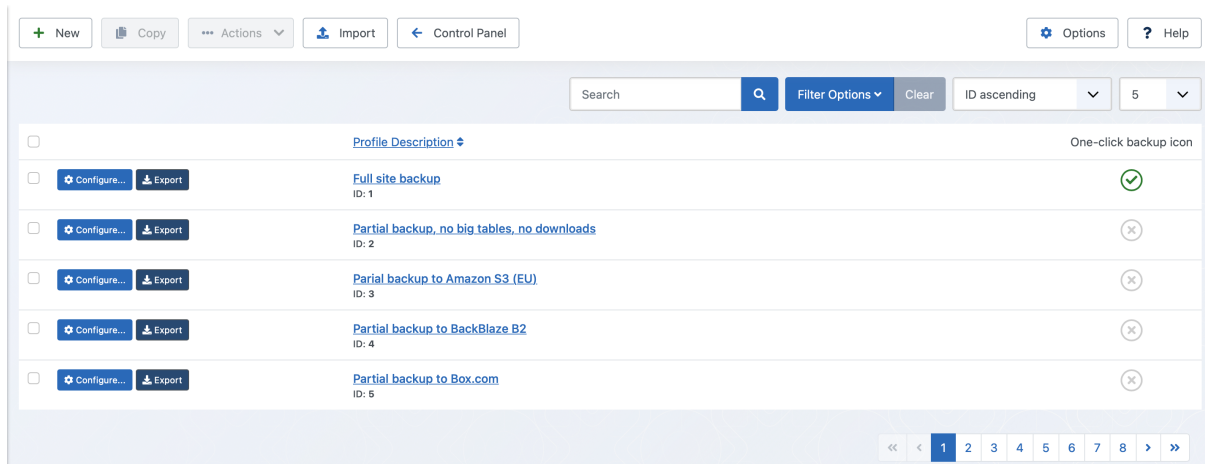 New Copy Actions Import Control Panel Options ? Help
Search Filter Options Clear ID ascending 5
Profile Description One-click backup icon
Configure... Export Full site backup
ID: 1
Configure... Export Partial backup, no big tables, no downloads
ID: 2
Configure... Export Parial backup to Amazon S3 (EU)
ID: 3
Configure... Export Partial backup to BackBlaze B2
ID: 4
Configure... Export Partial backup to Box.com
ID: 5
« < 1 2 3 4 5 6 7 8 > »